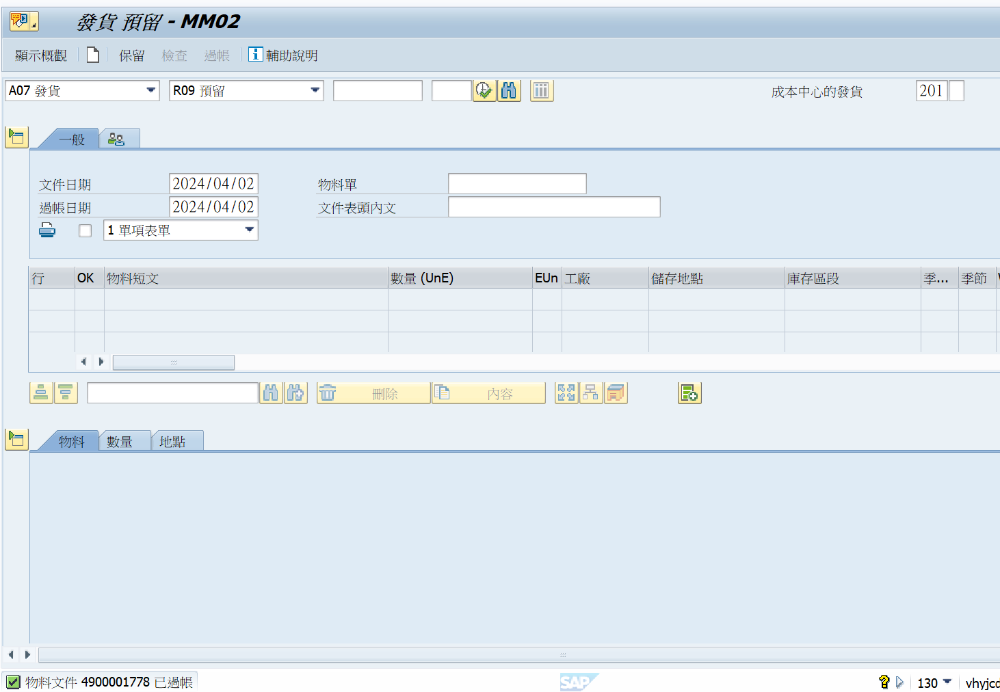 發貨 預留 - MM02
顯示概觀 保留 檢查 過帳 輔助說明
A07 發貨 R09 預留 成本中心的發貨 201
一般
文件日期 2024/04/02 物料單
過帳日期 2024/04/02 文件表頭內文
1 單項表單
行 OK 物料短文 數量 (UnE) EUn 工廠 儲存地點 庫存區段 季... 季節
刪除 內容
物料 數量 地點
物料文件 4900001778 已過帳 SAP 130 vhyjcd